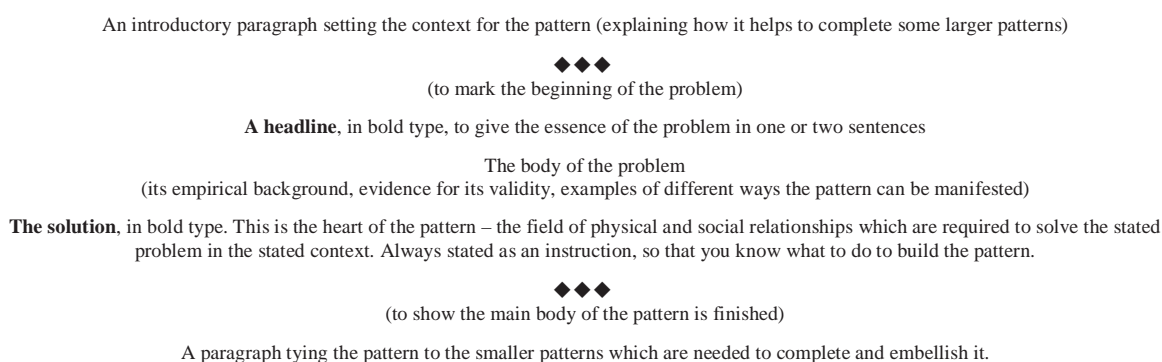 An introductory paragraph setting the context for the pattern (explaining how it helps to complete some larger patterns)
◆◆◆
(to mark the beginning of the problem)
A headline, in bold type, to give the essence of the problem in one or two sentences
The body of the problem
(its empirical background, evidence for its validity, examples of different ways the pattern can be manifested)
The solution, in bold type. This is the heart of the pattern – the field of physical and social relationships which are required to solve the stated
problem in the stated context. Always stated as an instruction, so that you know what to do to build the pattern.
◆◆◆
(to show the main body of the pattern is finished)
A paragraph tying the pattern to the smaller patterns which are needed to complete and embellish it.